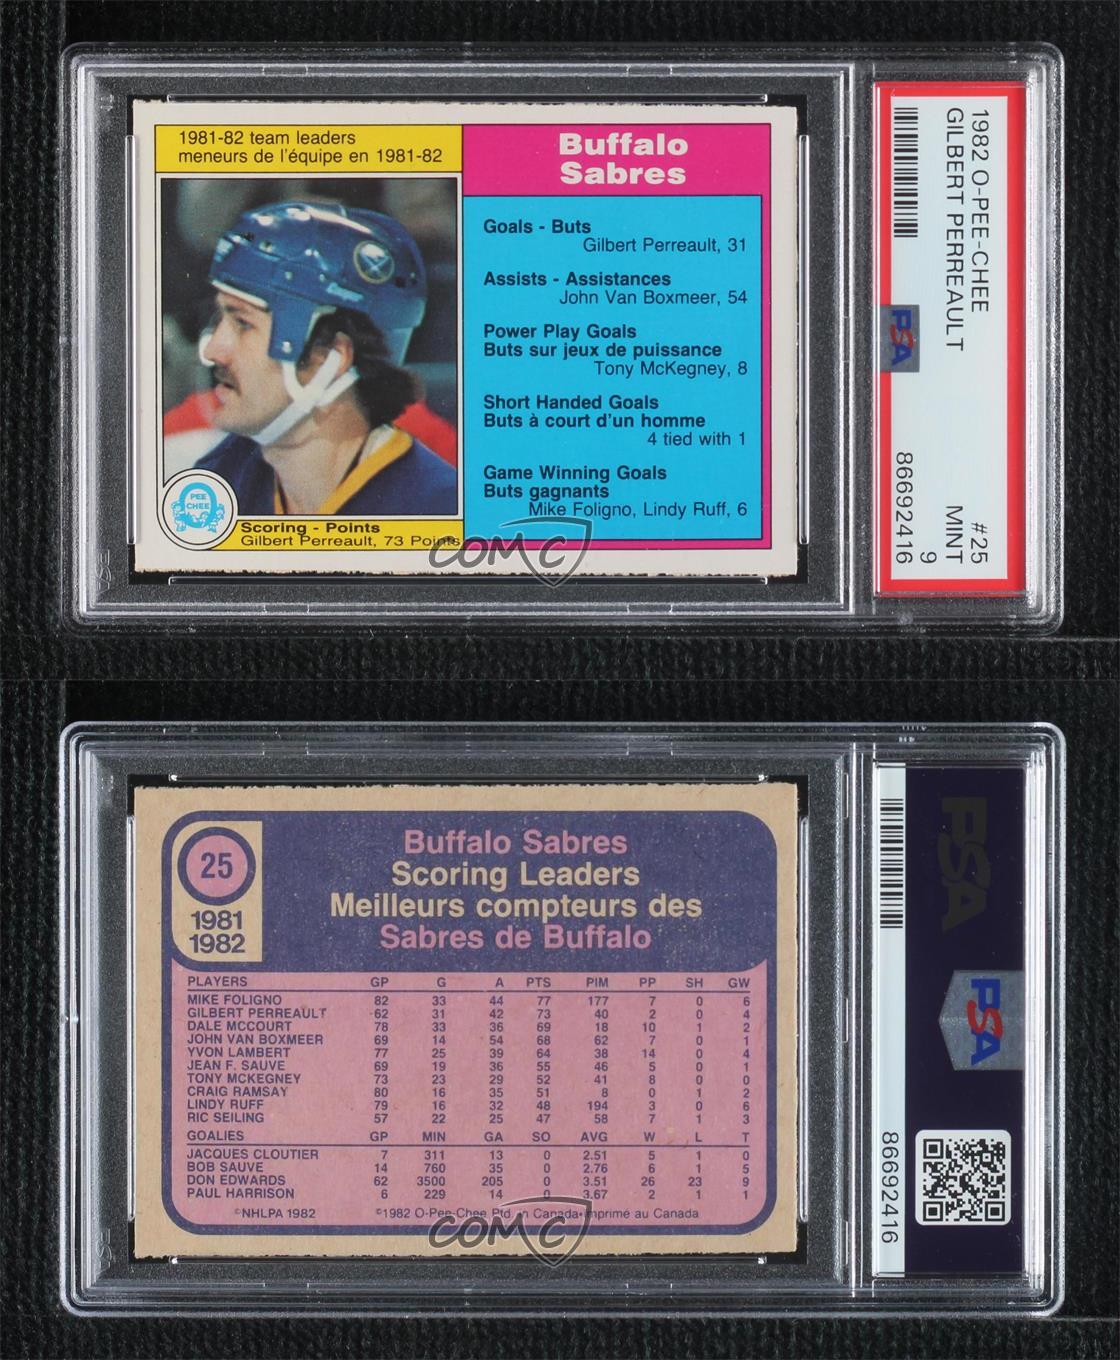 1981-82 team leaders
meneurs de l'équipe en 1981-82
Buffalo
Sabres
Goals - Buts
Gilbert Perreault, 31
Assists - Assistances
John Van Boxmeer, 54
Power Play Goals
Buts sur jeux de puissance
Tony McKegney, 8
Short Handed Goals
Buts à court d'un homme
4 tied with 1
Game Winning Goals
Buts gagnants
Mike Foligno, Lindy Ruff, 6
PEE
CHEE
Scoring - Points
Gilbert Perreault, 73 Points
COMC
Cooper
1982 O-PEE-CHEE
GILBERT PERREAULT
#25
MINT
9
PSA
86692416
25
1981
1982
Buffalo Sabres
Scoring Leaders
Meilleurs compteurs des
Sabres de Buffalo
PLAYERS GP G A PTS PIM PP SH GW
MIKE FOLIGNO 82 33 44 77 177 7 0 6
GILBERT PERREAULT 62 31 42 73 40 2 0 4
DALE MCCOURT 78 33 36 69 18 10 1 2
JOHN VAN BOXMEER 69 14 54 68 62 7 0 1
YVON LAMBERT 77 25 39 64 38 14 0 4
JEAN F. SAUVE 69 19 36 55 46 5 0 1
TONY MCKEGNEY 73 23 29 52 41 8 0 0
CRAIG RAMSAY 80 16 35 51 8 0 1 2
LINDY RUFF 79 16 32 48 194 3 0 6
RIC SEILING 57 22 25 47 58 7 1 3
GOALIES GP MIN GA SO AVG W L T
JACQUES CLOUTIER 7 311 13 0 2.51 5 1 0
BOB SAUVE 14 760 35 0 2.76 6 1 5
DON EDWARDS 62 3500 205 0 3.51 26 23 9
PAUL HARRISON 6 229 14 0 3.67 2 1 1
©NHLPA 1982 ©1982 O-Pee-Chee Ptd. in Canada-Imprimé au Canada
COMC
PSA
PSA
86692416